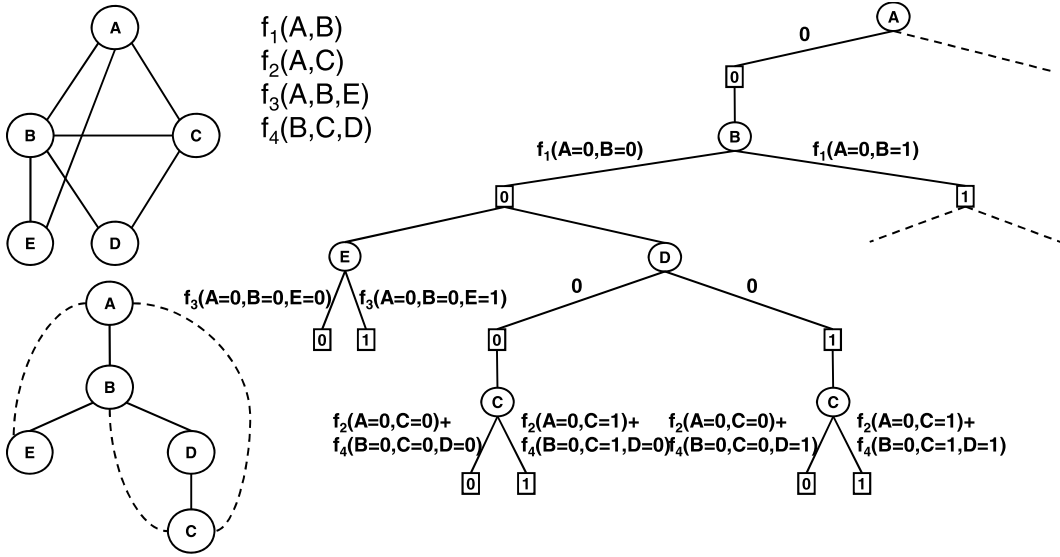 A
B
C
E
D
f1(A,B)
f2(A,C)
f3(A,B,E)
f4(B,C,D)
A
B
E
D
C
A
0
0
B
f1(A=0,B=0)
f1(A=0,B=1)
0
1
E
D
f3(A=0,B=0,E=0)
f3(A=0,B=0,E=1)
0
0
0
1
0
1
C
C
f2(A=0,C=0)+
f4(B=0,C=0,D=0)
f2(A=0,C=1)+
f4(B=0,C=1,D=0)
f2(A=0,C=0)+
f4(B=0,C=0,D=1)
f2(A=0,C=1)+
f4(B=0,C=1,D=1)
0
1
0
1